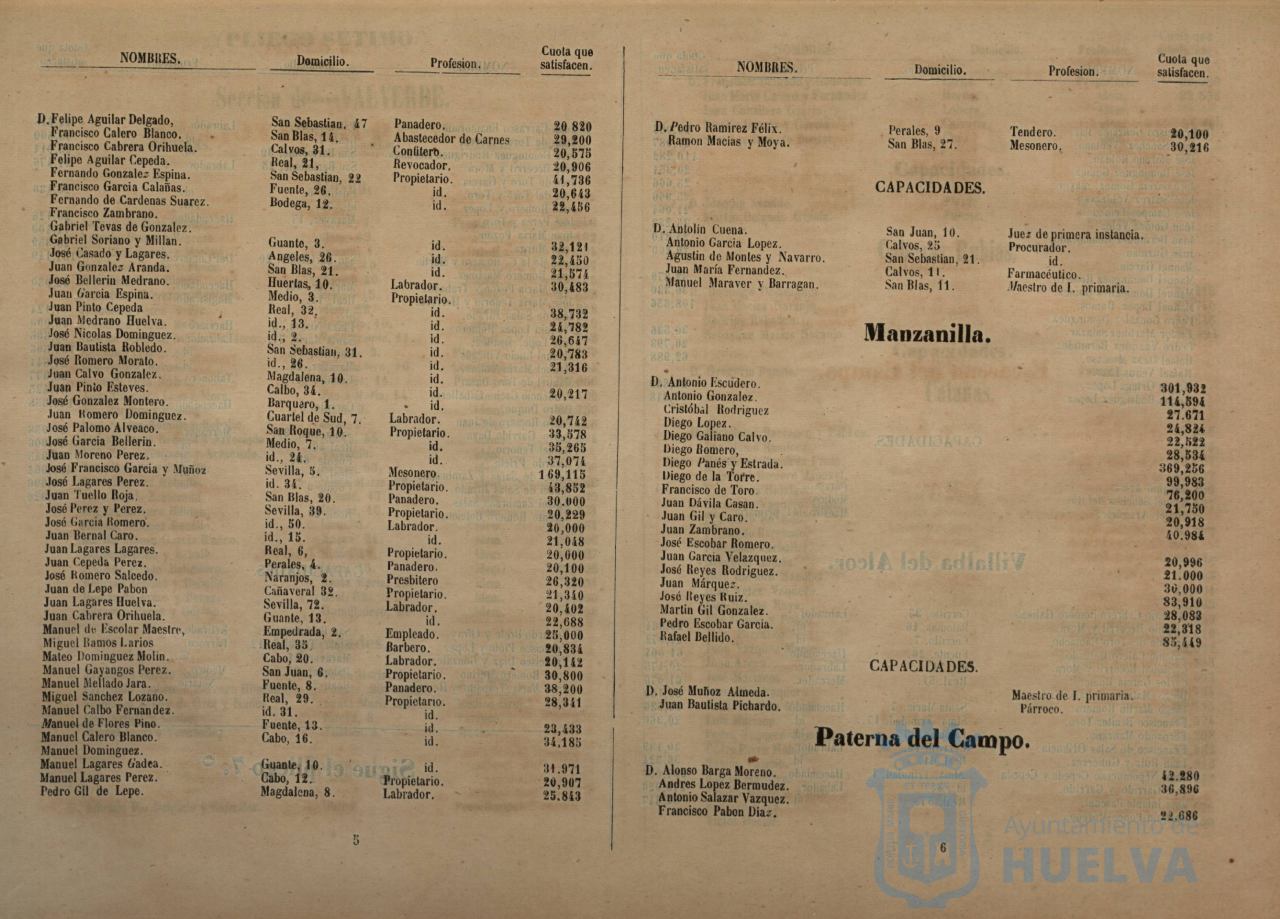 NOMBRES. Domicilio. Profesion. Cuota que satisfacen.
D. Felipe Aguilar Delgado, San Sebastian, 47 Panadero. 20 820
Francisco Calero Blanco. San Blas, 14. Abastecedor de Carnes 29,200
Francisco Cabrera Orihuela. Calvos, 31. Confitero. 20,575
Felipe Aguilar Cepeda. Real, 21, Revocador. 20,906
Fernando Gonzalez Espina. San Sebastian, 22 Propietario. 41,736
Francisco Garcia Calañas. Fuente, 26. id. 20,643
Fernando de Cardenas Suarez. Bodega, 12. id. 22,456
Francisco Zambrano.
Gabriel Tevas de Gonzalez.
Gabriel Soriano y Millan. Guante, 3. id. 32,121
José Casado y Lagares. Angeles, 26. id. 22,450
Juan Gonzalez Aranda. San Blas, 21. id. 21,574
José Bellerin Medrano. Huertas, 10. Labrador. 30,483
Juan Garcia Espina. Medio, 3. Propietario.
Juan Pinto Cepeda Real, 32, id. 38,732
Juan Medrano Huelva. id., 13. id. 24,782
José Nicolas Dominguez. id., 2. id. 26,647
Juan Bautista Robledo. San Sebastian, 31. id. 20,783
José Romero Morato. id., 26. id. 21,316
Juan Calvo Gonzalez. Magdalena, 10. id.
Juan Pinto Esteves. Calbo, 34. id. 20,217
José Gonzalez Montero. Barquero, 1. id.
Juan Romero Dominguez. Cuartel de Sud, 7. Labrador. 20,742
José Palomo Alveaco. San Roque, 10. Propietario. 33,578
José Garcia Bellerin. Medio, 7. id. 35,265
Juan Moreno Perez. id., 24. id. 37,074
José Francisco Garcia y Muñoz Sevilla, 5. Mesonero. 169,115
José Lagares Perez. id. 34. Propietario. 43,852
Juan Tuello Roja, San Blas, 20. Panadero. 30.000
José Perez y Perez. Sevilla, 39. Propietario. 20,229
José Garcia Romero. id., 50. Labrador. 20,000
Juan Bernal Caro. id., 15. id. 21,048
Juan Lagares Lagares. Real, 6, Propietario. 20,000
Juan Cepeda Perez. Perales, 4. Panadero. 20,100
José Romero Salcedo. Naranjos, 2. Presbitero 26,320
Juan de Lepe Pabon Cañaveral 32. Propietario. 21,340
Juan Lagares Huelva. Sevilla, 72. Labrador. 20,402
Juan Cabrera Orihuela. Guante, 13. id. 22,688
Manuel de Escolar Maestre, Empedrada, 2. Empleado. 25,000
Miguel Ramos Larios Real, 35 Barbero. 20,834
Mateo Dominguez Molin. Cabo, 20. Labrador. 20,142
Manuel Gayangos Perez. San Juan, 6. Propietario. 30,800
Manuel Mellado Jara. Fuente, 8. Panadero. 38,200
Miguel Sanchez Lozano. Real, 29. Propietario. 28,341
Manuel Calbo Fernandez. id. 31. id.
Manuel de Flores Pino. Fuente, 13. id. 23,433
Manuel Calero Blanco. Cabo, 16. id. 34,185
Manuel Dominguez.
Manuel Lagares Gadea. Guante, 10. id. 31.971
Manuel Lagares Perez. Cabo, 12. Propietario. 20,907
Pedro Gil de Lepe. Magdalena, 8. Labrador. 25.843
5
NOMBRES. Domicilio. Profesion. Cuota que satisfacen.
D. Pedro Ramirez Félix. Perales, 9 Tendero. 20,100
Ramon Macias y Moya. San Blas, 27. Mesonero. 30,216
CAPACIDADES.
D. Antolin Cuena. San Juan, 10. Juez de primera instancia.
Antonio Garcia Lopez. Calvos, 25 Procurador.
Agustin de Montes y Navarro. San Sebastian, 21. id.
Juan María Fernandez. Calvos, 11. Farmacéutico.
Manuel Maraver y Barragan. San Blas, 11. Maestro de I. primaria.
Manzanilla.
D. Antonio Escudero. 301,932
Antonio Gonzalez. 114,594
Cristóbal Rodriguez 27.671
Diego Lopez. 24,824
Diego Galiano Calvo. 22,522
Diego Romero, 28,534
Diego Panés y Estrada. 369,256
Diego de la Torre. 99,983
Francisco de Toro. 76,200
Juan Dávila Casan. 21,750
Juan Gil y Caro. 20,918
Juan Zambrano. 40.984
José Escobar Romero.
Juan Garcia Velazquez. 20,996
José Reyes Rodriguez. 21.000
Juan Márquez. 30,000
José Reyes Ruiz. 83,910
Martin Gil Gonzalez. 28,083
Pedro Escobar Garcia. 22,318
Rafael Bellido. 85,449
CAPACIDADES.
D. José Muñoz Almeda. Maestro de I. primaria.
Juan Bautista Pichardo. Párroco.
Paterna del Campo.
D. Alonso Barga Moreno. 42.280
Andres Lopez Bermudez. 36,896
Antonio Salazar Vazquez.
Francisco Pabon Diaz. 22,686
6
Ayuntamiento de
HUELVA